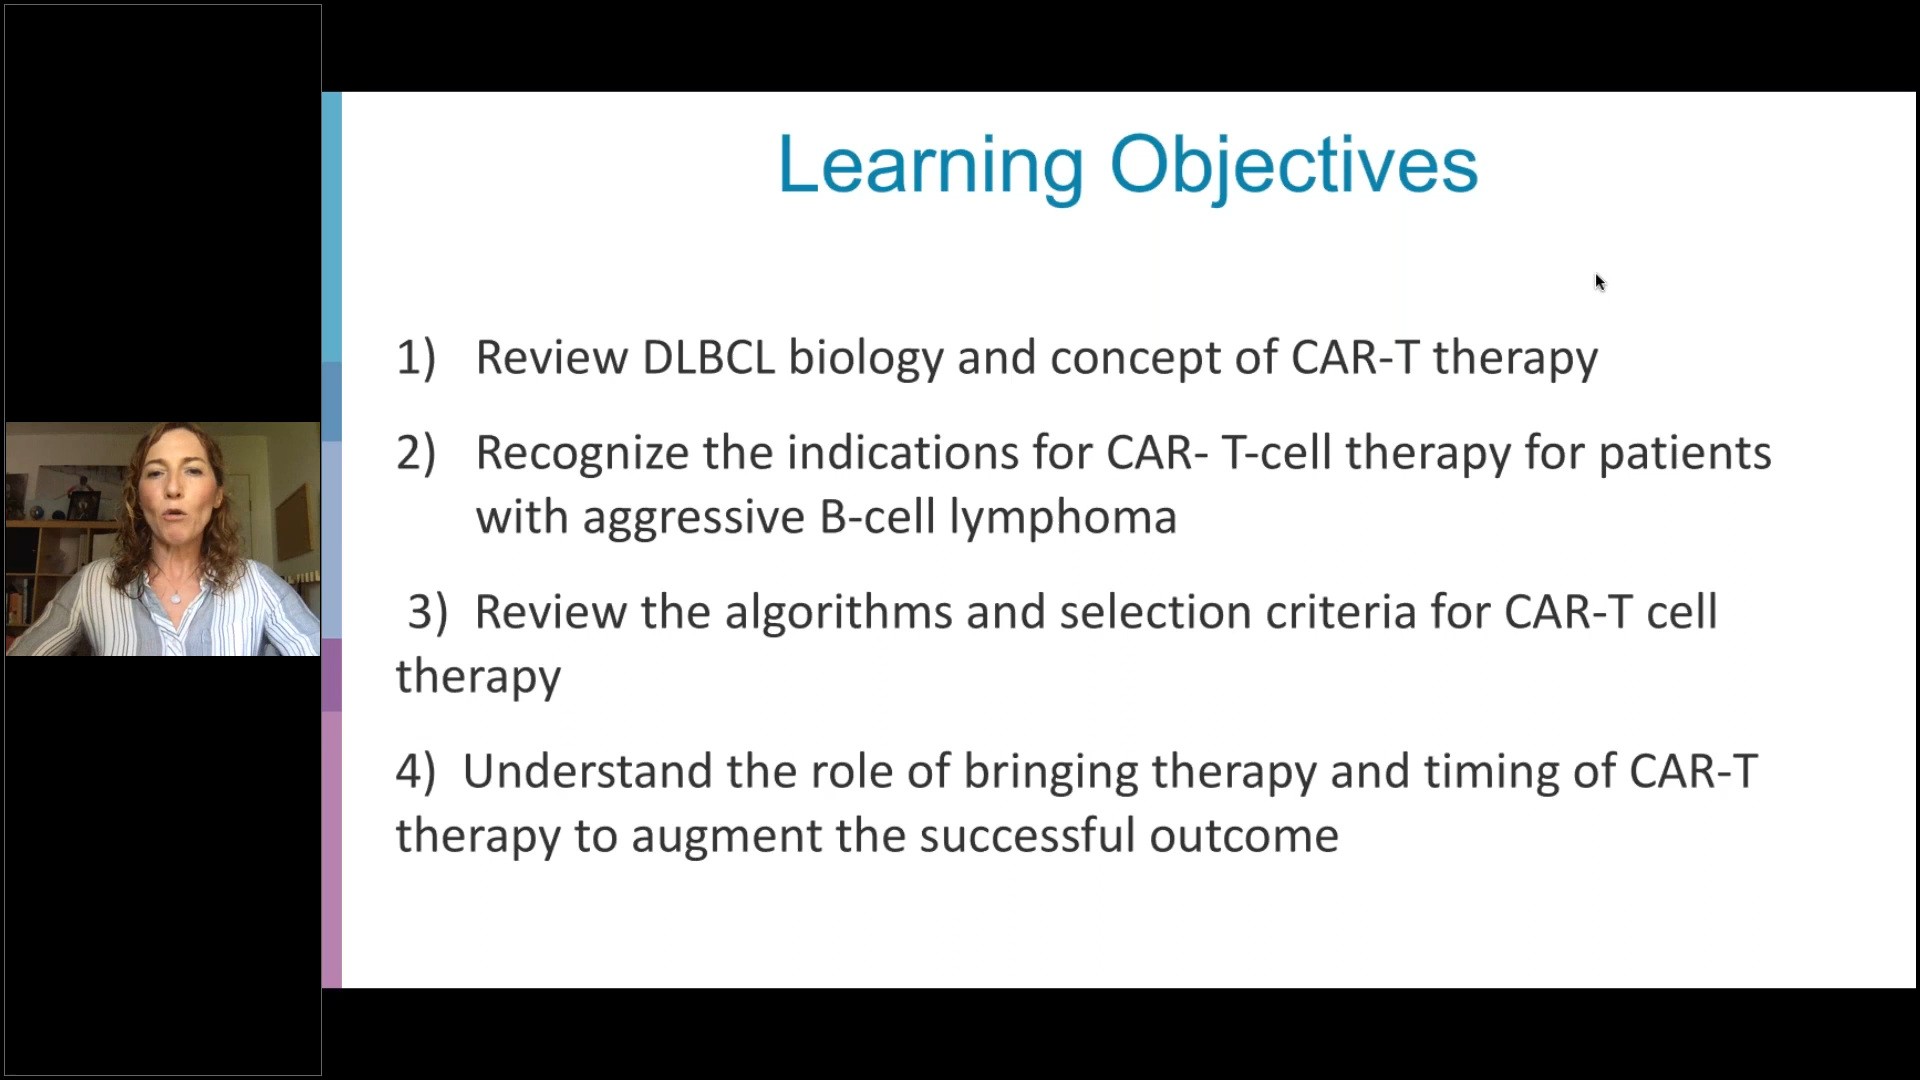 Learning Objectives
1) Review DLBCL biology and concept of CAR-T therapy
2) Recognize the indications for CAR- T-cell therapy for patients
with aggressive B-cell lymphoma
3) Review the algorithms and selection criteria for CAR-T cell
therapy
4) Understand the role of bringing therapy and timing of CAR-T
therapy to augment the successful outcome